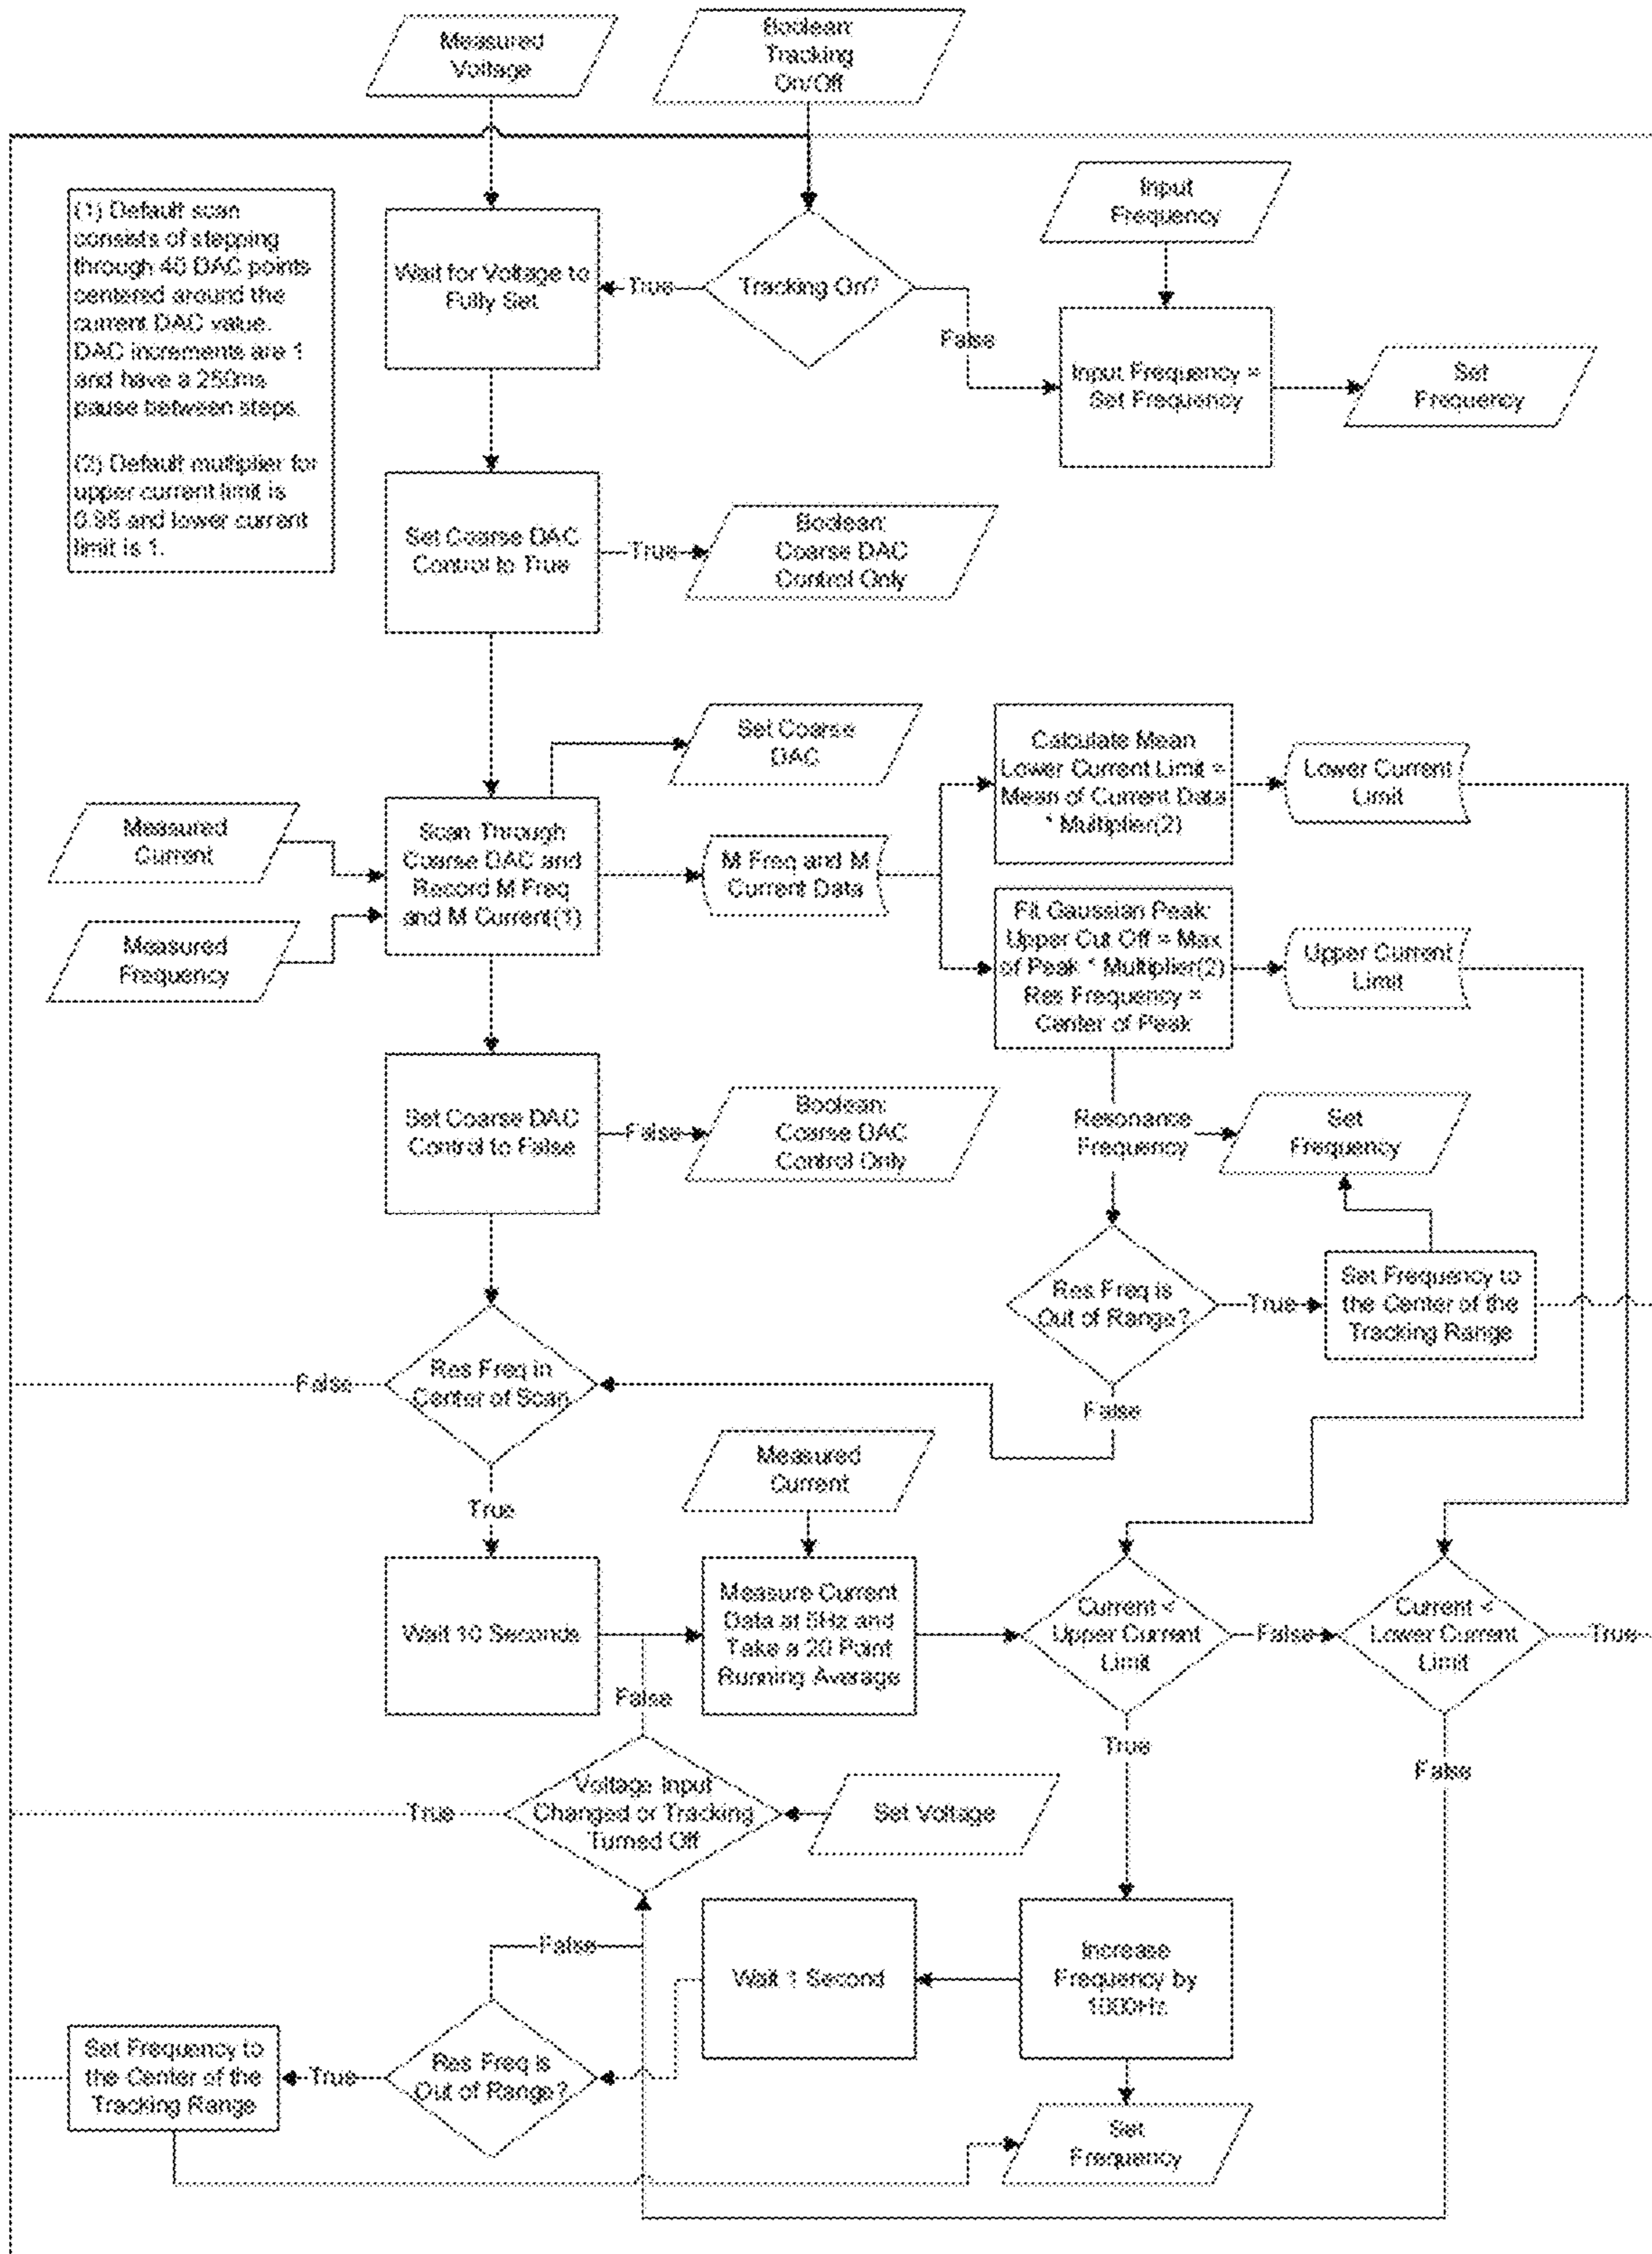 Measured
Voltage
Boolean:
Tracking
On/Off
(1) Default scan
consists of stepping
through 40 DAC points
centered around the
current DAC value.
DAC increments are 1
and have a 250ms
pause between steps.
(2) Default multiplier for
upper current limit is
0.95 and lower current
limit is 1.
Wait for Voltage to
Fully Set
True
Tracking On?
False
Input
Frequency
Input Frequency =
Set Frequency
Set
Frequency
Set Coarse DAC
Control to True
True
Boolean:
Coarse DAC
Control Only
Set Coarse
DAC
Measured
Current
Measured
Frequency
Scan Through
Coarse DAC and
Record M Freq
and M Current(1)
M Freq and M
Current Data
Calculate Mean
Lower Current Limit =
Mean of Current Data
* Multiplier(2)
Lower Current
Limit
Fit Gaussian Peak:
Upper Cut Off = Max
of Peak * Multiplier(2)
Res Frequency =
Center of Peak
Upper Current
Limit
Set Coarse DAC
Control to False
False
Boolean:
Coarse DAC
Control Only
Resonance
Frequency
Set
Frequency
Res Freq is
Out of Range?
True
Set Frequency to
the Center of the
Tracking Range
False
Res Freq in
Center of Scan
False
True
Measured
Current
Wait 10 Seconds
Measure Current
Data at 5Hz and
Take a 20 Point
Running Average
Current <
Upper Current
Limit
False
Current <
Lower Current
Limit
True
False
True
False
Voltage Input
Changed or Tracking
Turned Off
True
Set Voltage
False
Wait 1 Second
Increase
Frequency by
1000Hz
Set Frequency to
the Center of the
Tracking Range
True
Res Freq is
Out of Range?
Set
Frequency